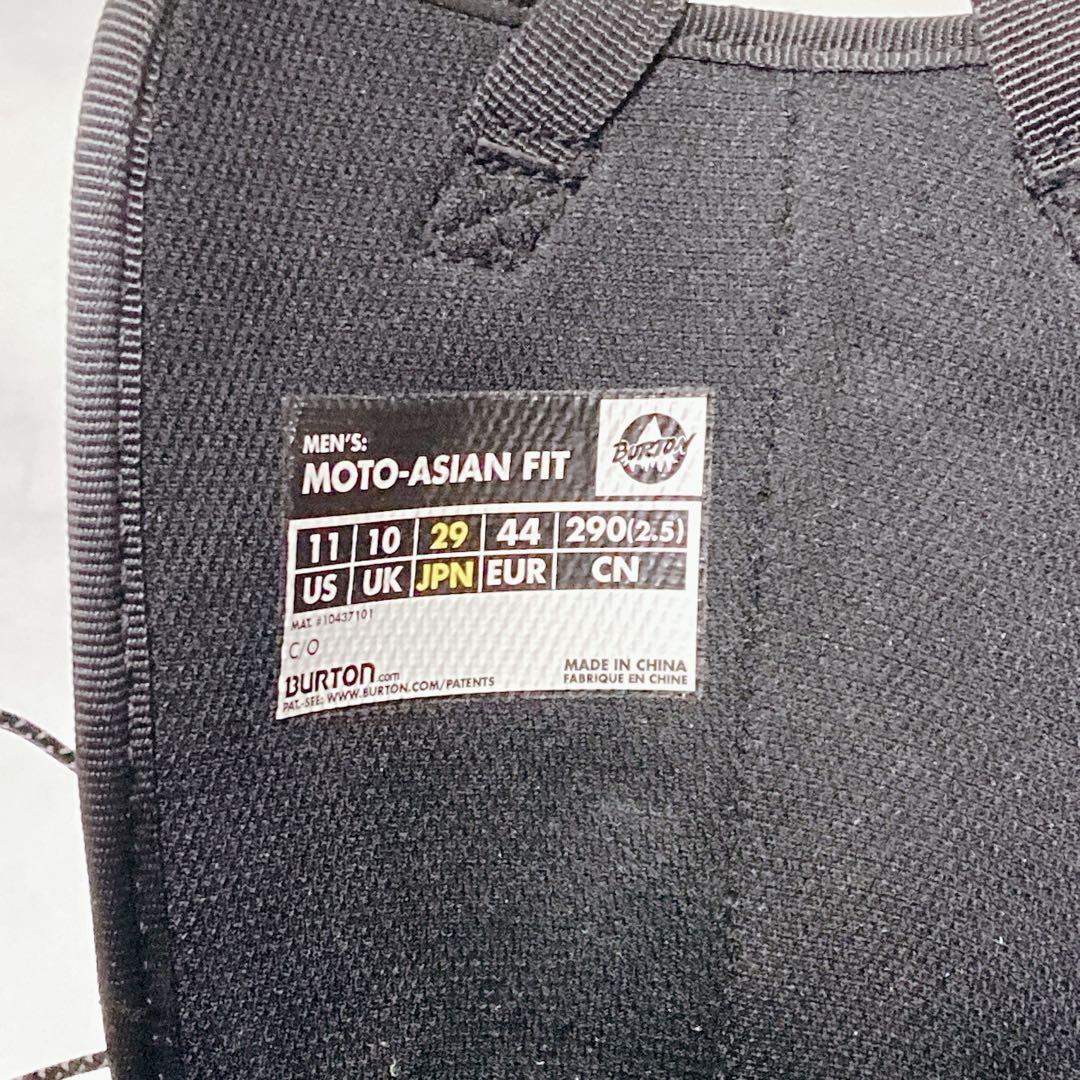 MEN'S:
MOTO-ASIAN FIT
BURTON
11 10 29 44 290(2.5)
US UK JPN EUR CN
MAT. #10437101
C/O
BURTON.com
PAT.-SEE: WWW.BURTON.COM/PATENTS
MADE IN CHINA
FABRIQUE EN CHINE